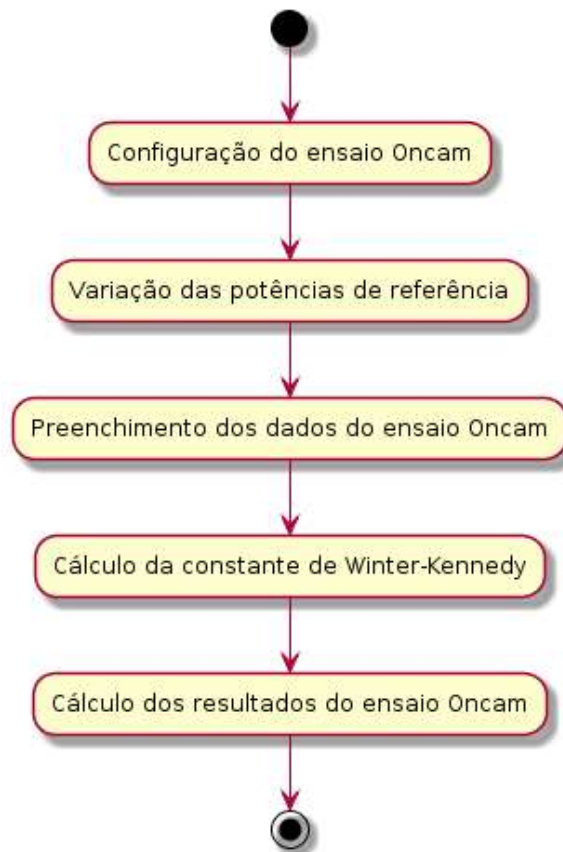 Configuração do ensaio Oncam
Variação das potências de referência
Preenchimento dos dados do ensaio Oncam
Cálculo da constante de Winter-Kennedy
Cálculo dos resultados do ensaio Oncam